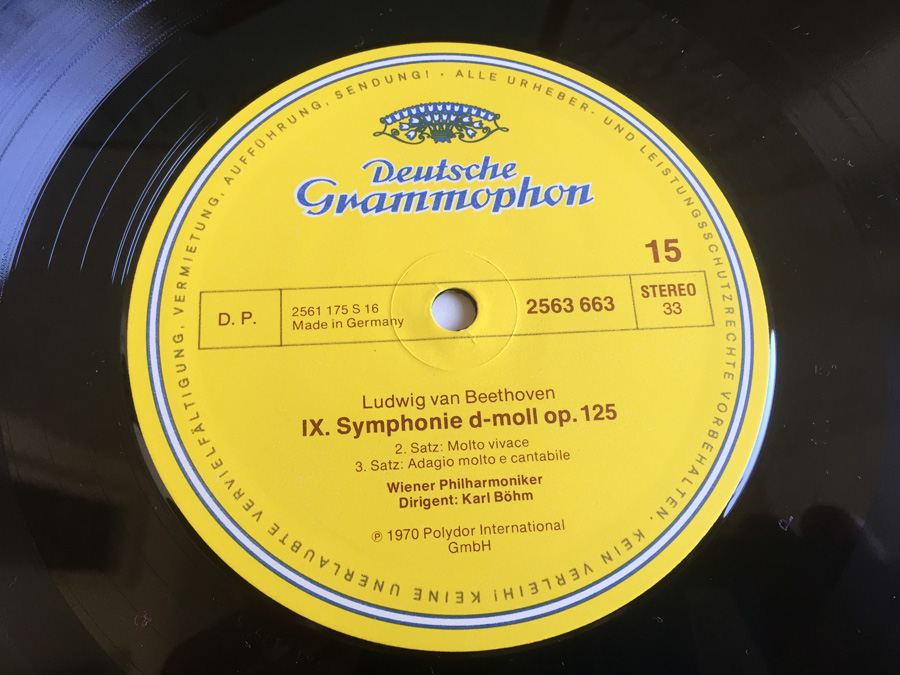 KEINE UNERLAUBTE VERVIELFÄLTIGUNG, VERMIETUNG, AUFFÜHRUNG, SENDUNG! · ALLE URHEBER- UND LEISTUNGSSCHUTZRECHTE VORBEHALTEN. KEIN VERLEIH!
Deutsche
Grammophon
15
D. P.
2561 175 S 16
Made in Germany
2563 663
STEREO
33
Ludwig van Beethoven
IX. Symphonie d-moll op. 125
2. Satz: Molto vivace
3. Satz: Adagio molto e cantabile
Wiener Philharmoniker
Dirigent: Karl Böhm
℗ 1970 Polydor International
GmbH